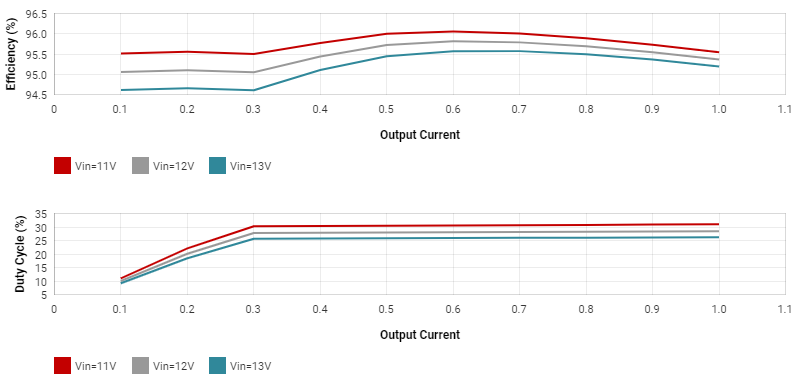 Efficiency (%)
96.5
96.0
95.5
95.0
94.5
0 0.1 0.2 0.3 0.4 0.5 0.6 0.7 0.8 0.9 1.0 1.1
Output Current
Vin=11V Vin=12V Vin=13V
Duty Cycle (%)
35
30
25
20
15
10
5
0 0.1 0.2 0.3 0.4 0.5 0.6 0.7 0.8 0.9 1.0 1.1
Output Current
Vin=11V Vin=12V Vin=13V